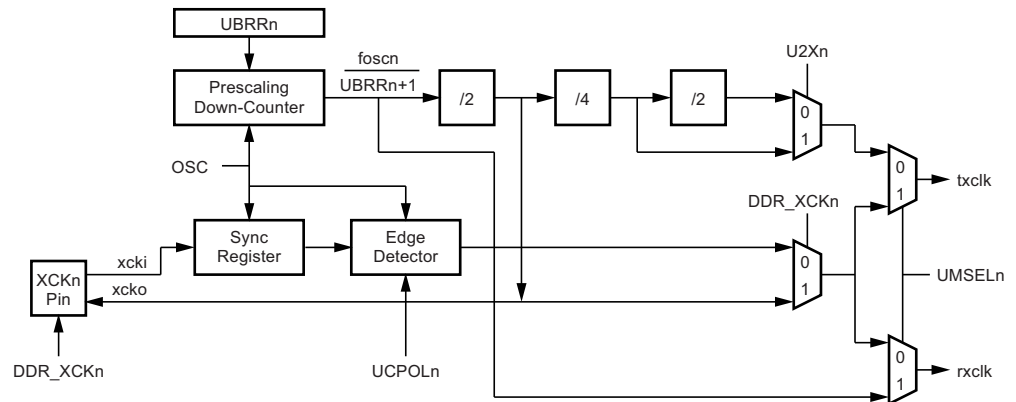 UBRRn
foscn
UBRRn+1
U2Xn
Prescaling
Down-Counter
/2
/4
/2
0
1
OSC
0
1
txclk
DDR_XCKn
Sync
Register
Edge
Detector
0
1
xcki
XCKn
Pin
xcko
UMSELn
DDR_XCKn
UCPOLn
0
1
rxclk